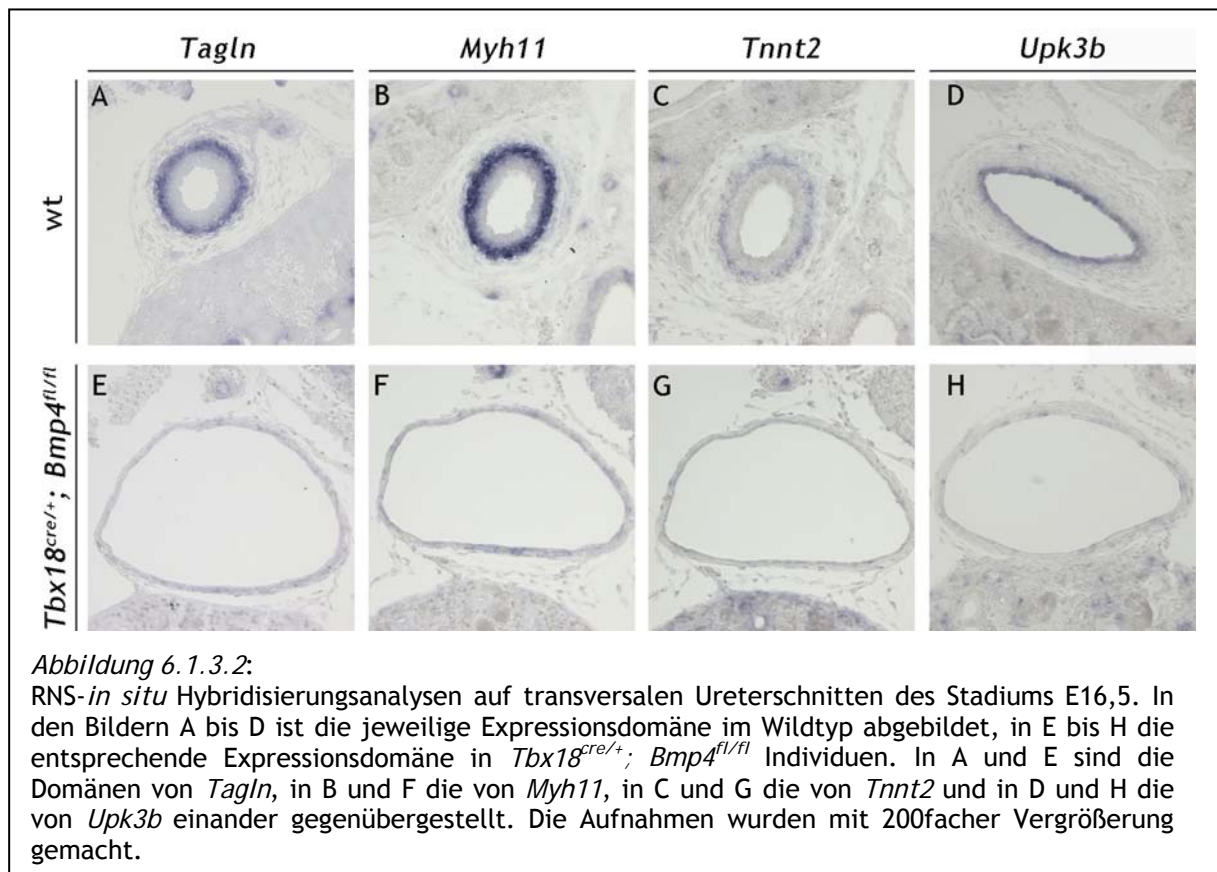 Tagln Myh11 Tnnt2 Upk3b
wt
A B C D
Tbx18cre/+; Bmp4fl/fl
E F G H
Abbildung 6.1.3.2:
RNS-in situ Hybridisierungsanalysen auf transversalen Ureterschnitten des Stadiums E16,5. In
den Bildern A bis D ist die jeweilige Expressionsdomäne im Wildtyp abgebildet, in E bis H die
entsprechende Expressionsdomäne in Tbx18cre/+; Bmp4fl/fl Individuen. In A und E sind die
Domänen von Tagln, in B und F die von Myh11, in C und G die von Tnnt2 und in D und H die
von Upk3b einander gegenübergestellt. Die Aufnahmen wurden mit 200facher Vergrößerung
gemacht.